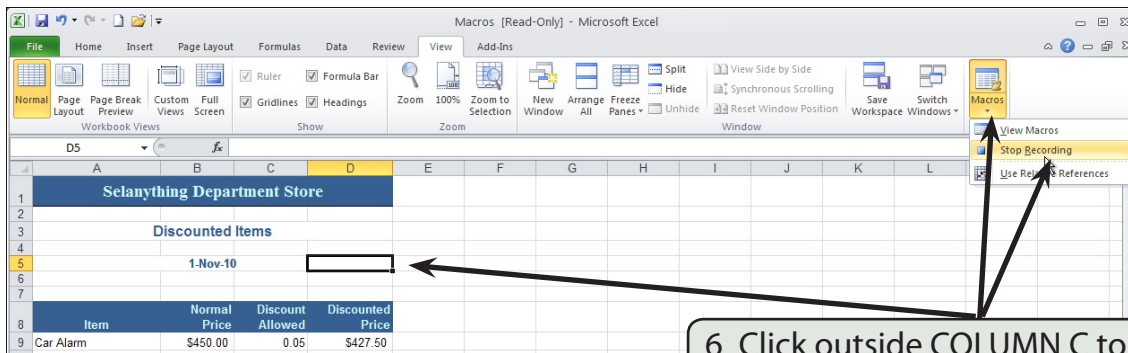 Macros [Read-Only] - Microsoft Excel
File Home Insert Page Layout Formulas Data Review View Add-Ins
Normal Page Layout Page Break Preview Custom Views Full Screen
Workbook Views
Ruler Formula Bar
Gridlines Headings
Show
Zoom 100% Zoom to Selection
Zoom
New Window Arrange All Freeze Panes
Split
Hide
Unhide
View Side by Side
Synchronous Scrolling
Reset Window Position
Window
Save Workspace Switch Windows
Macros
View Macros
Stop Recording
Use References
D5 fx
A B C D E F G H I J K L
1 Selanything Department Store
2
3 Discounted Items
4
5 1-Nov-10
6
7
8 Item Normal Price Discount Allowed Discounted Price
9 Car Alarm $450.00 0.05 $427.50
6 Click outside COLUMN C to